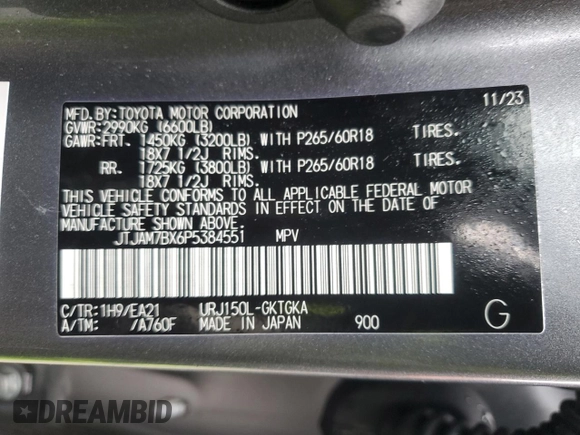 MFD.BY:TOYOTA MOTOR CORPORATION 11/23
GVWR:2990KG (6600LB)
GAWR:FRT. 1450KG (3200LB) WITH P265/60R18 TIRES.
18X7 1/2J RIMS.
RR. 1725KG (3800LB) WITH P265/60R18 TIRES.
18X7 1/2J RIMS.
THIS VEHICLE CONFORMS TO ALL APPLICABLE FEDERAL MOTOR
VEHICLE SAFETY STANDARDS IN EFFECT ON THE DATE OF
MANUFACTURE SHOWN ABOVE.
JTJAM7BX6P5384551 MPV
C/TR:1H9/EA21 URJ150L-GKTGKA
A/TM: /A760F MADE IN JAPAN 900 G
DREAMBID